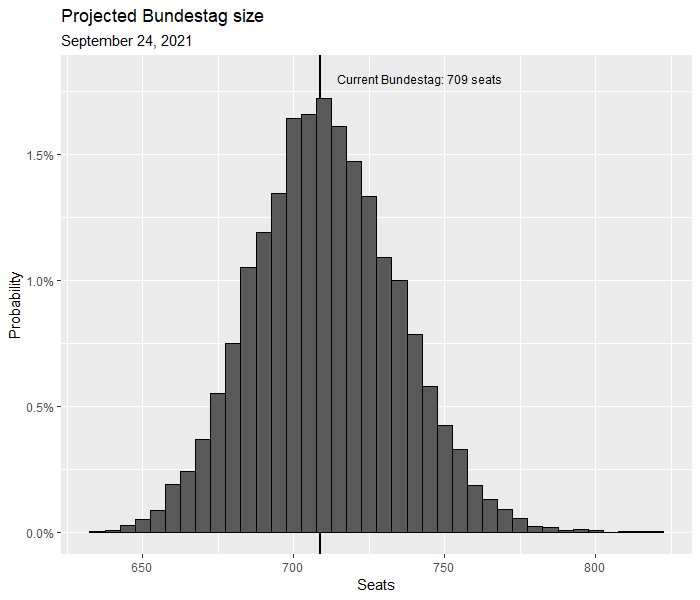 Projected Bundestag size
September 24, 2021
Current Bundestag: 709 seats
1.5%
1.0%
0.5%
0.0%
Probability
650 700 750 800
Seats